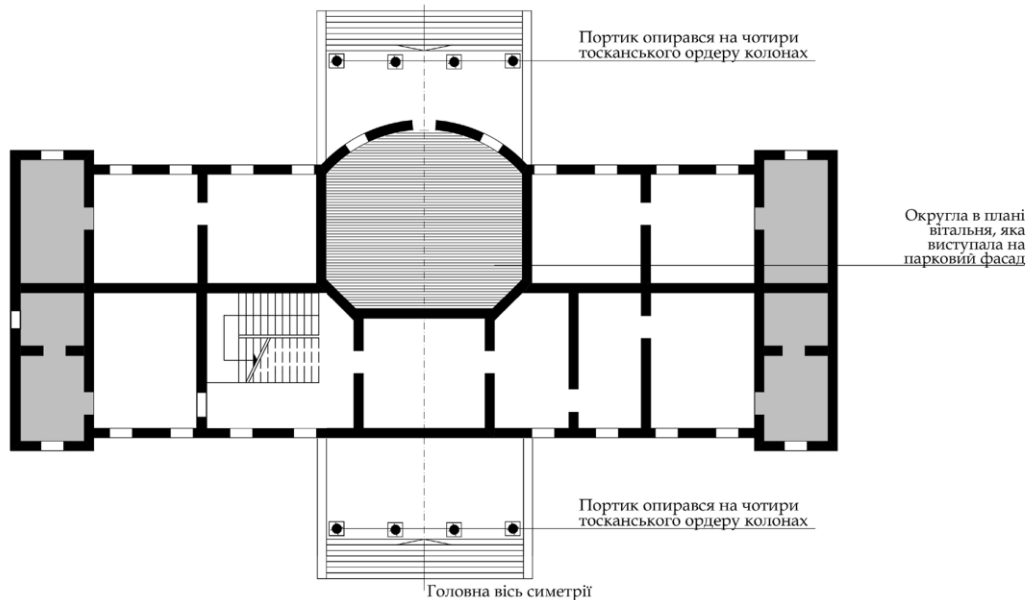 Портик опирався на чотири
тосканського ордеру колонах
Округла в плані
вітальня, яка
виступала на
парковий фасад
Портик опирався на чотири
тосканського ордеру колонах
Головна вісь симетрії